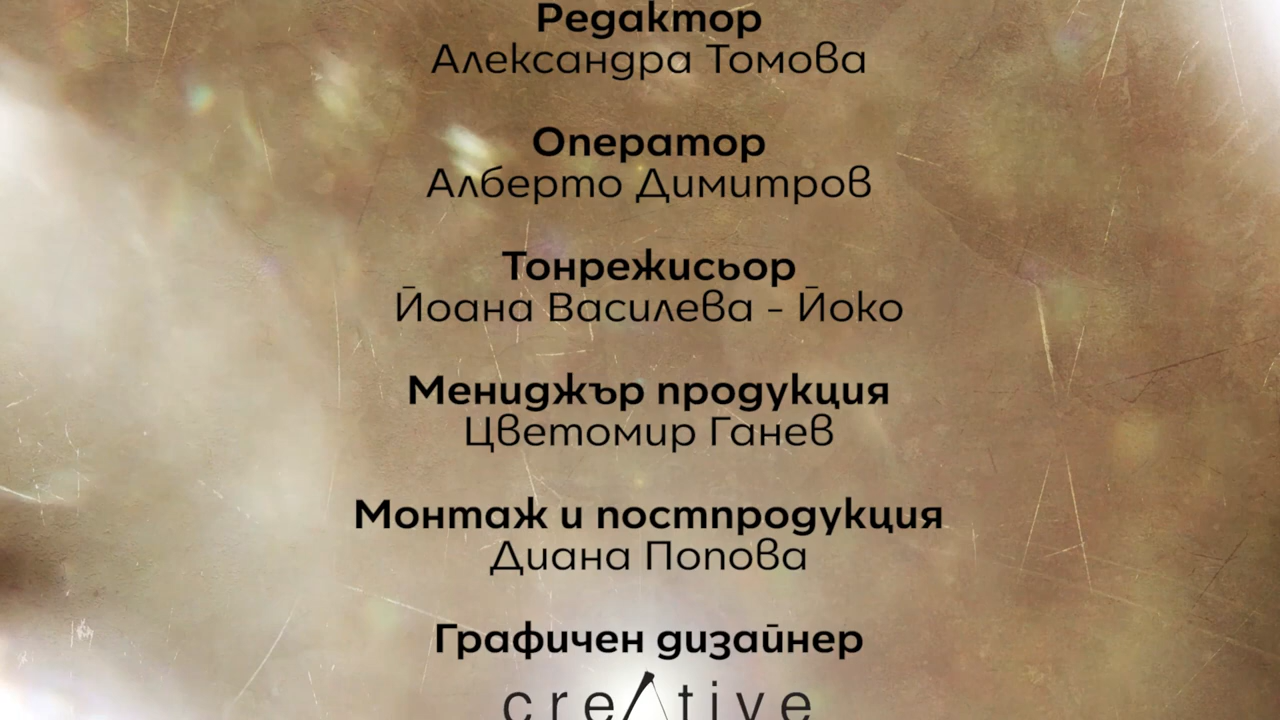 Редактор
Александра Томова
Оператор
Алберто Димитров
Тонрежисьор
Йоана Василева - Йоко
Мениджър продукция
Цветомир Ганев
Монтаж и постпродукция
Диана Попова
Графичен дизайнер
creative